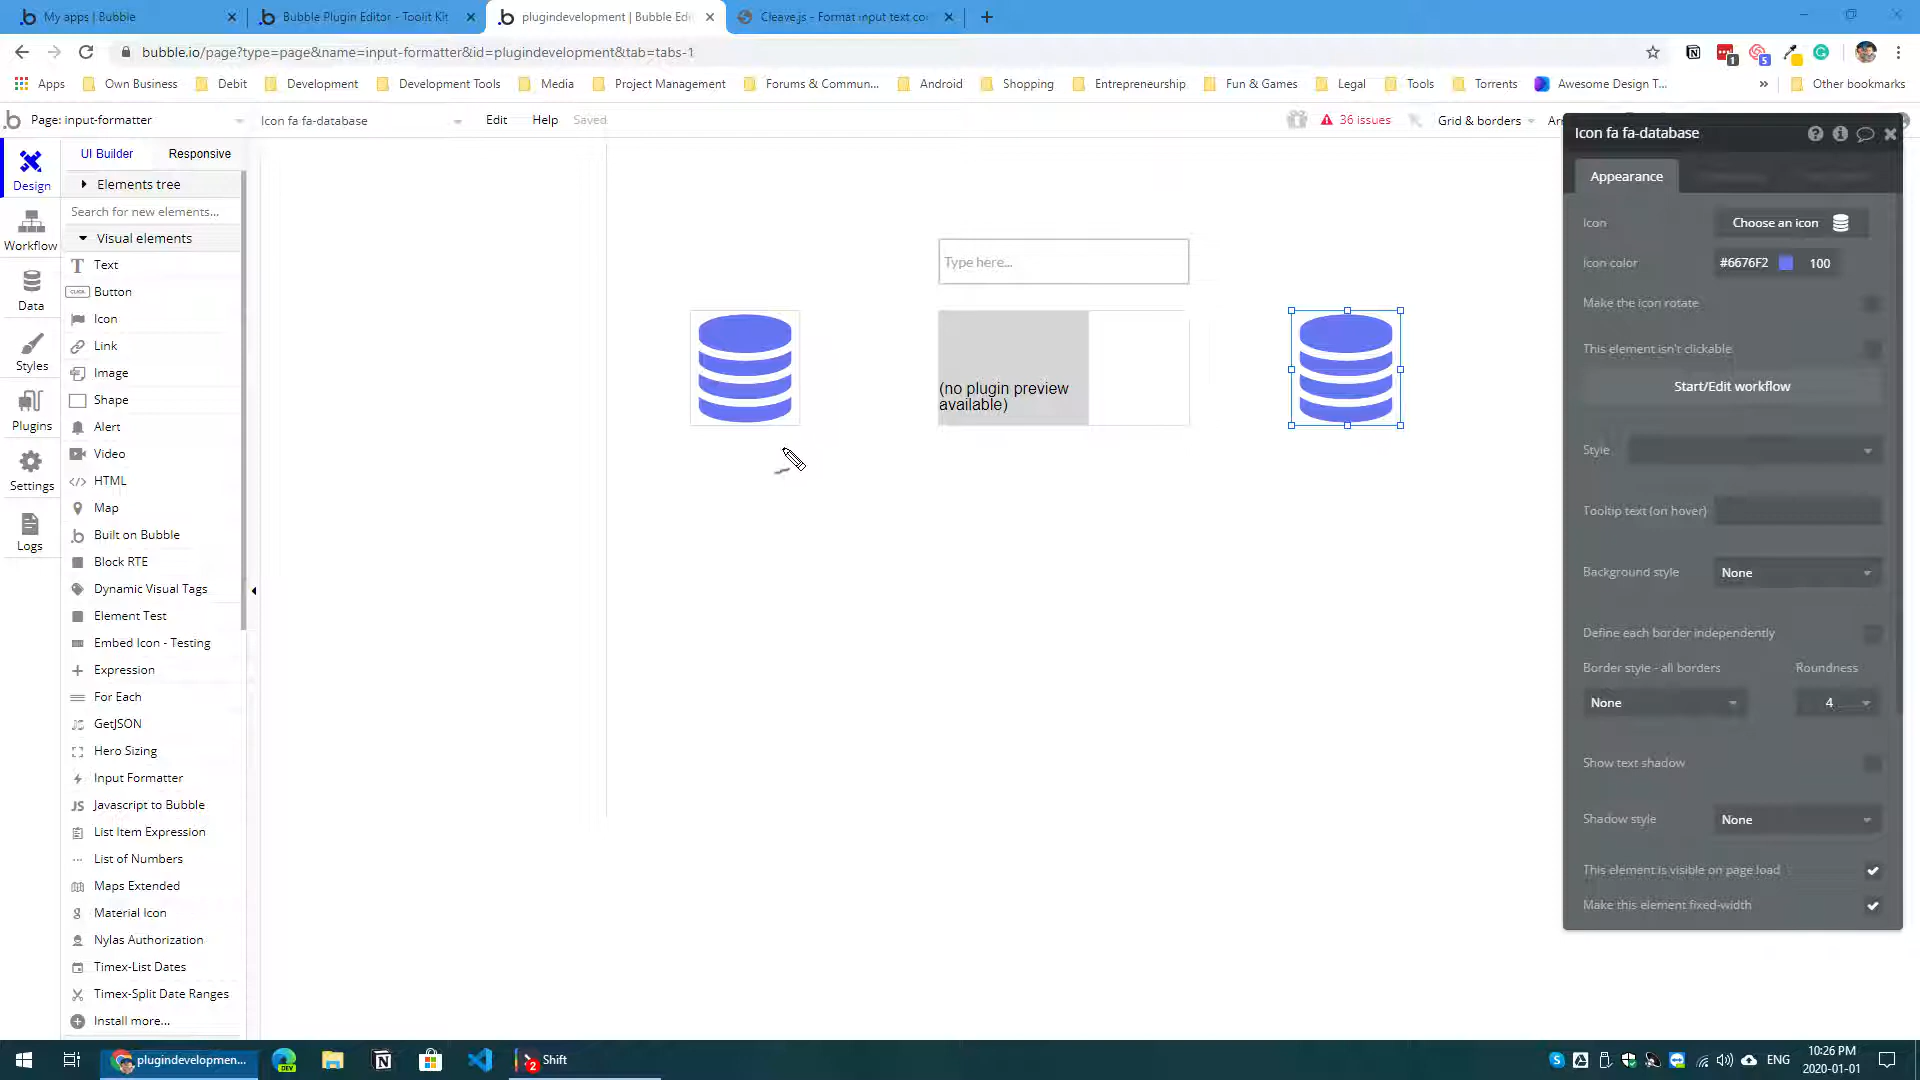 My apps | Bubble
Bubble Plugin Editor - Toolit Kit
plugindevelopment | Bubble Edi
Cleave.js - Format input text co
bubble.io/page?type=page&name=input-formatter&id=plugindevelopment&tab=tabs-1
1
5
Apps
Own Business
Debit
Development
Development Tools
Media
Project Management
Forums & Commun...
Android
Shopping
Entrepreneurship
Fun & Games
Legal
Tools
Torrents
Awesome Design T...
»
Other bookmarks
Page: input-formatter
Icon fa fa-database
Edit
Help
Saved
36 issues
Grid & borders
Icon fa fa-database
Appearance
Icon
Choose an icon
Icon color
#6676F2
100
Make the icon rotate
This element isn't clickable
Start/Edit workflow
Style
Tooltip text (on hover)
Background style
None
Define each border independently
Border style - all borders
Roundness
None
4
Show text shadow
Shadow style
None
This element is visible on page load
Make this element fixed-width
Design
Workflow
Data
Styles
Plugins
Settings
Logs
UI Builder
Responsive
Elements tree
Search for new elements...
Visual elements
Text
CLICK
Button
Icon
Link
Image
Shape
Alert
Video
HTML
Map
Built on Bubble
Block RTE
Dynamic Visual Tags
Element Test
Embed Icon - Testing
Expression
For Each
GetJSON
Hero Sizing
Input Formatter
JS
Javascript to Bubble
List Item Expression
List of Numbers
Maps Extended
Material Icon
Nylas Authorization
Timex-List Dates
Timex-Split Date Ranges
Install more...
Type here...
(no plugin preview
available)
plugindevelopmen...
DEV
2
Shift
ENG
10:26 PM
2020-01-01